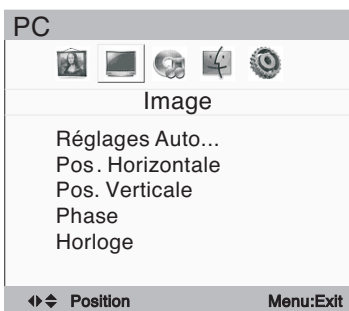 PC
Image
Réglages Auto...
Pos. Horizontale
Pos. Verticale
Phase
Horloge
Position Menu:Exit